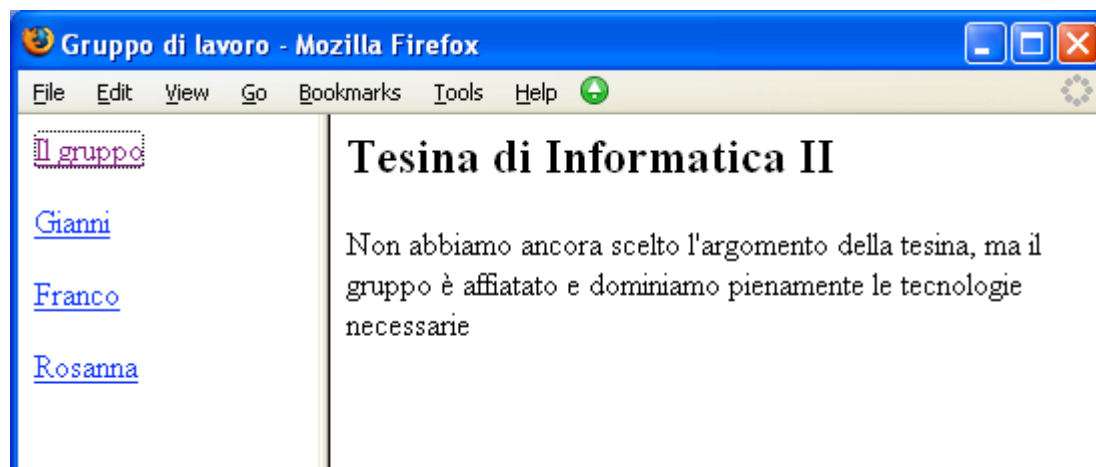 Gruppo di lavoro - Mozilla Firefox
File Edit View Go Bookmarks Tools Help
Il gruppo
Gianni
Franco
Rosanna
Tesina di Informatica II
Non abbiamo ancora scelto l'argomento della tesina, ma il
gruppo è affiatato e dominiamo pienamente le tecnologie
necessarie